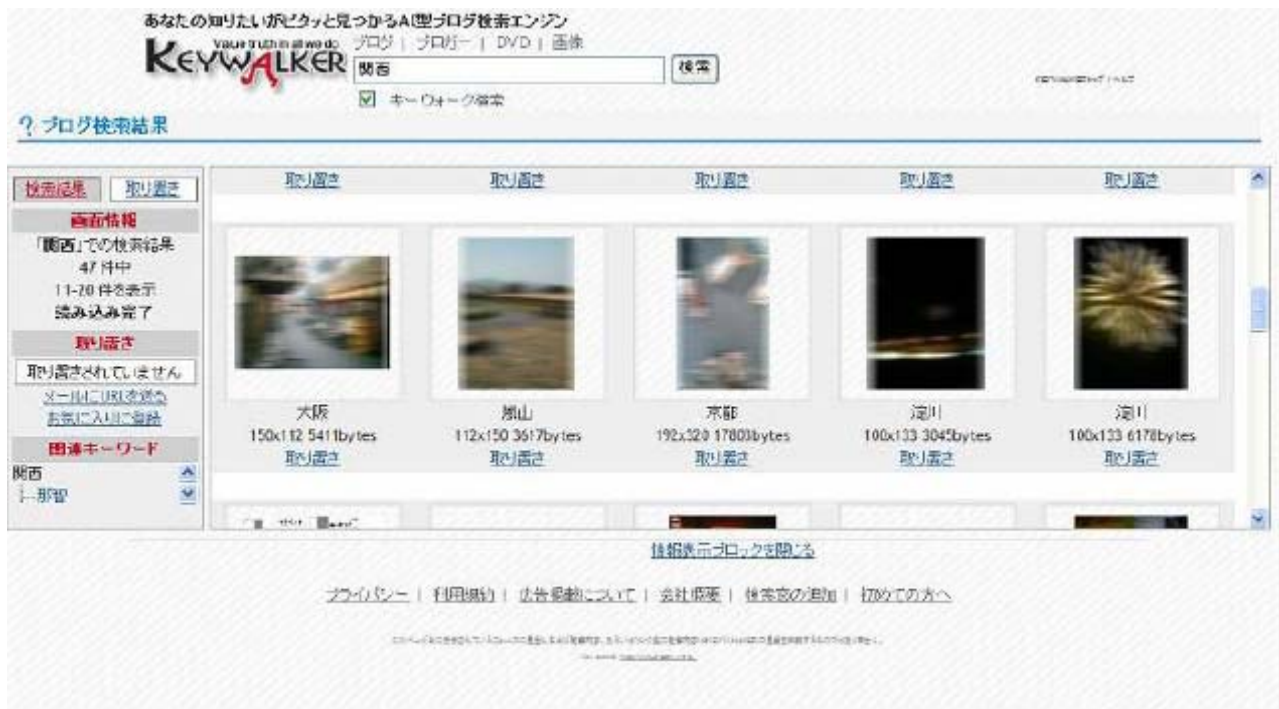 あなたの知りたいがピタッと見つかるAI型ブログ検索エンジン
Value truth in all we do
KEYWALKER
ブログ | ブロガー | DVD | 画像
関西
検索
キーウォーク検索
? ブログ検索結果
検索結果 取り置き
画面情報
「関西」での検索結果
47 件中
11-20 件を表示
読み込み完了
取り置き
取り置きされていません
メールにURLを送る
お気に入りに登録
関連キーワード
関西
那智
取り置き 取り置き 取り置き 取り置き 取り置き
大阪 嵐山 京都 淀川 淀川
150x112 5411bytes 112x150 3617bytes 192x320 17803bytes 100x133 3045bytes 100x133 6178bytes
取り置き 取り置き 取り置き 取り置き 取り置き
情報表示ブロックを閉じる
プライバシー | 利用規約 | 広告掲載について | 会社概要 | 検索窓の追加 | 初めての方へ